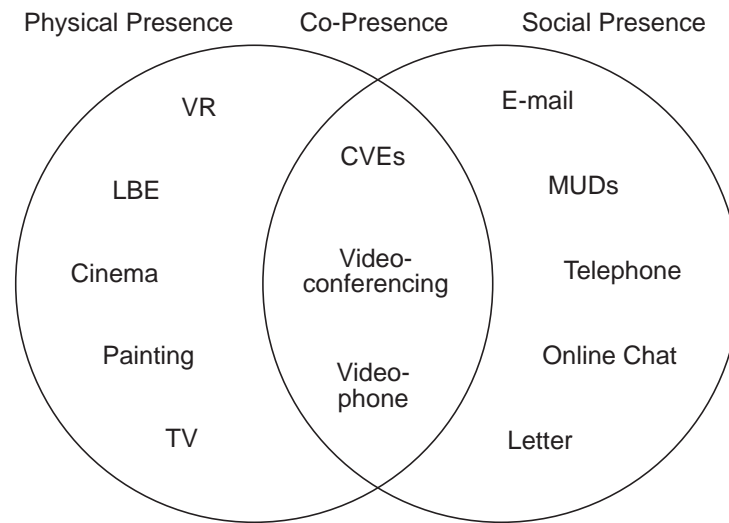 Physical Presence
Co-Presence
Social Presence
VR
LBE
Cinema
Painting
TV
CVEs
Video-
conferencing
Video-
phone
E-mail
MUDs
Telephone
Online Chat
Letter